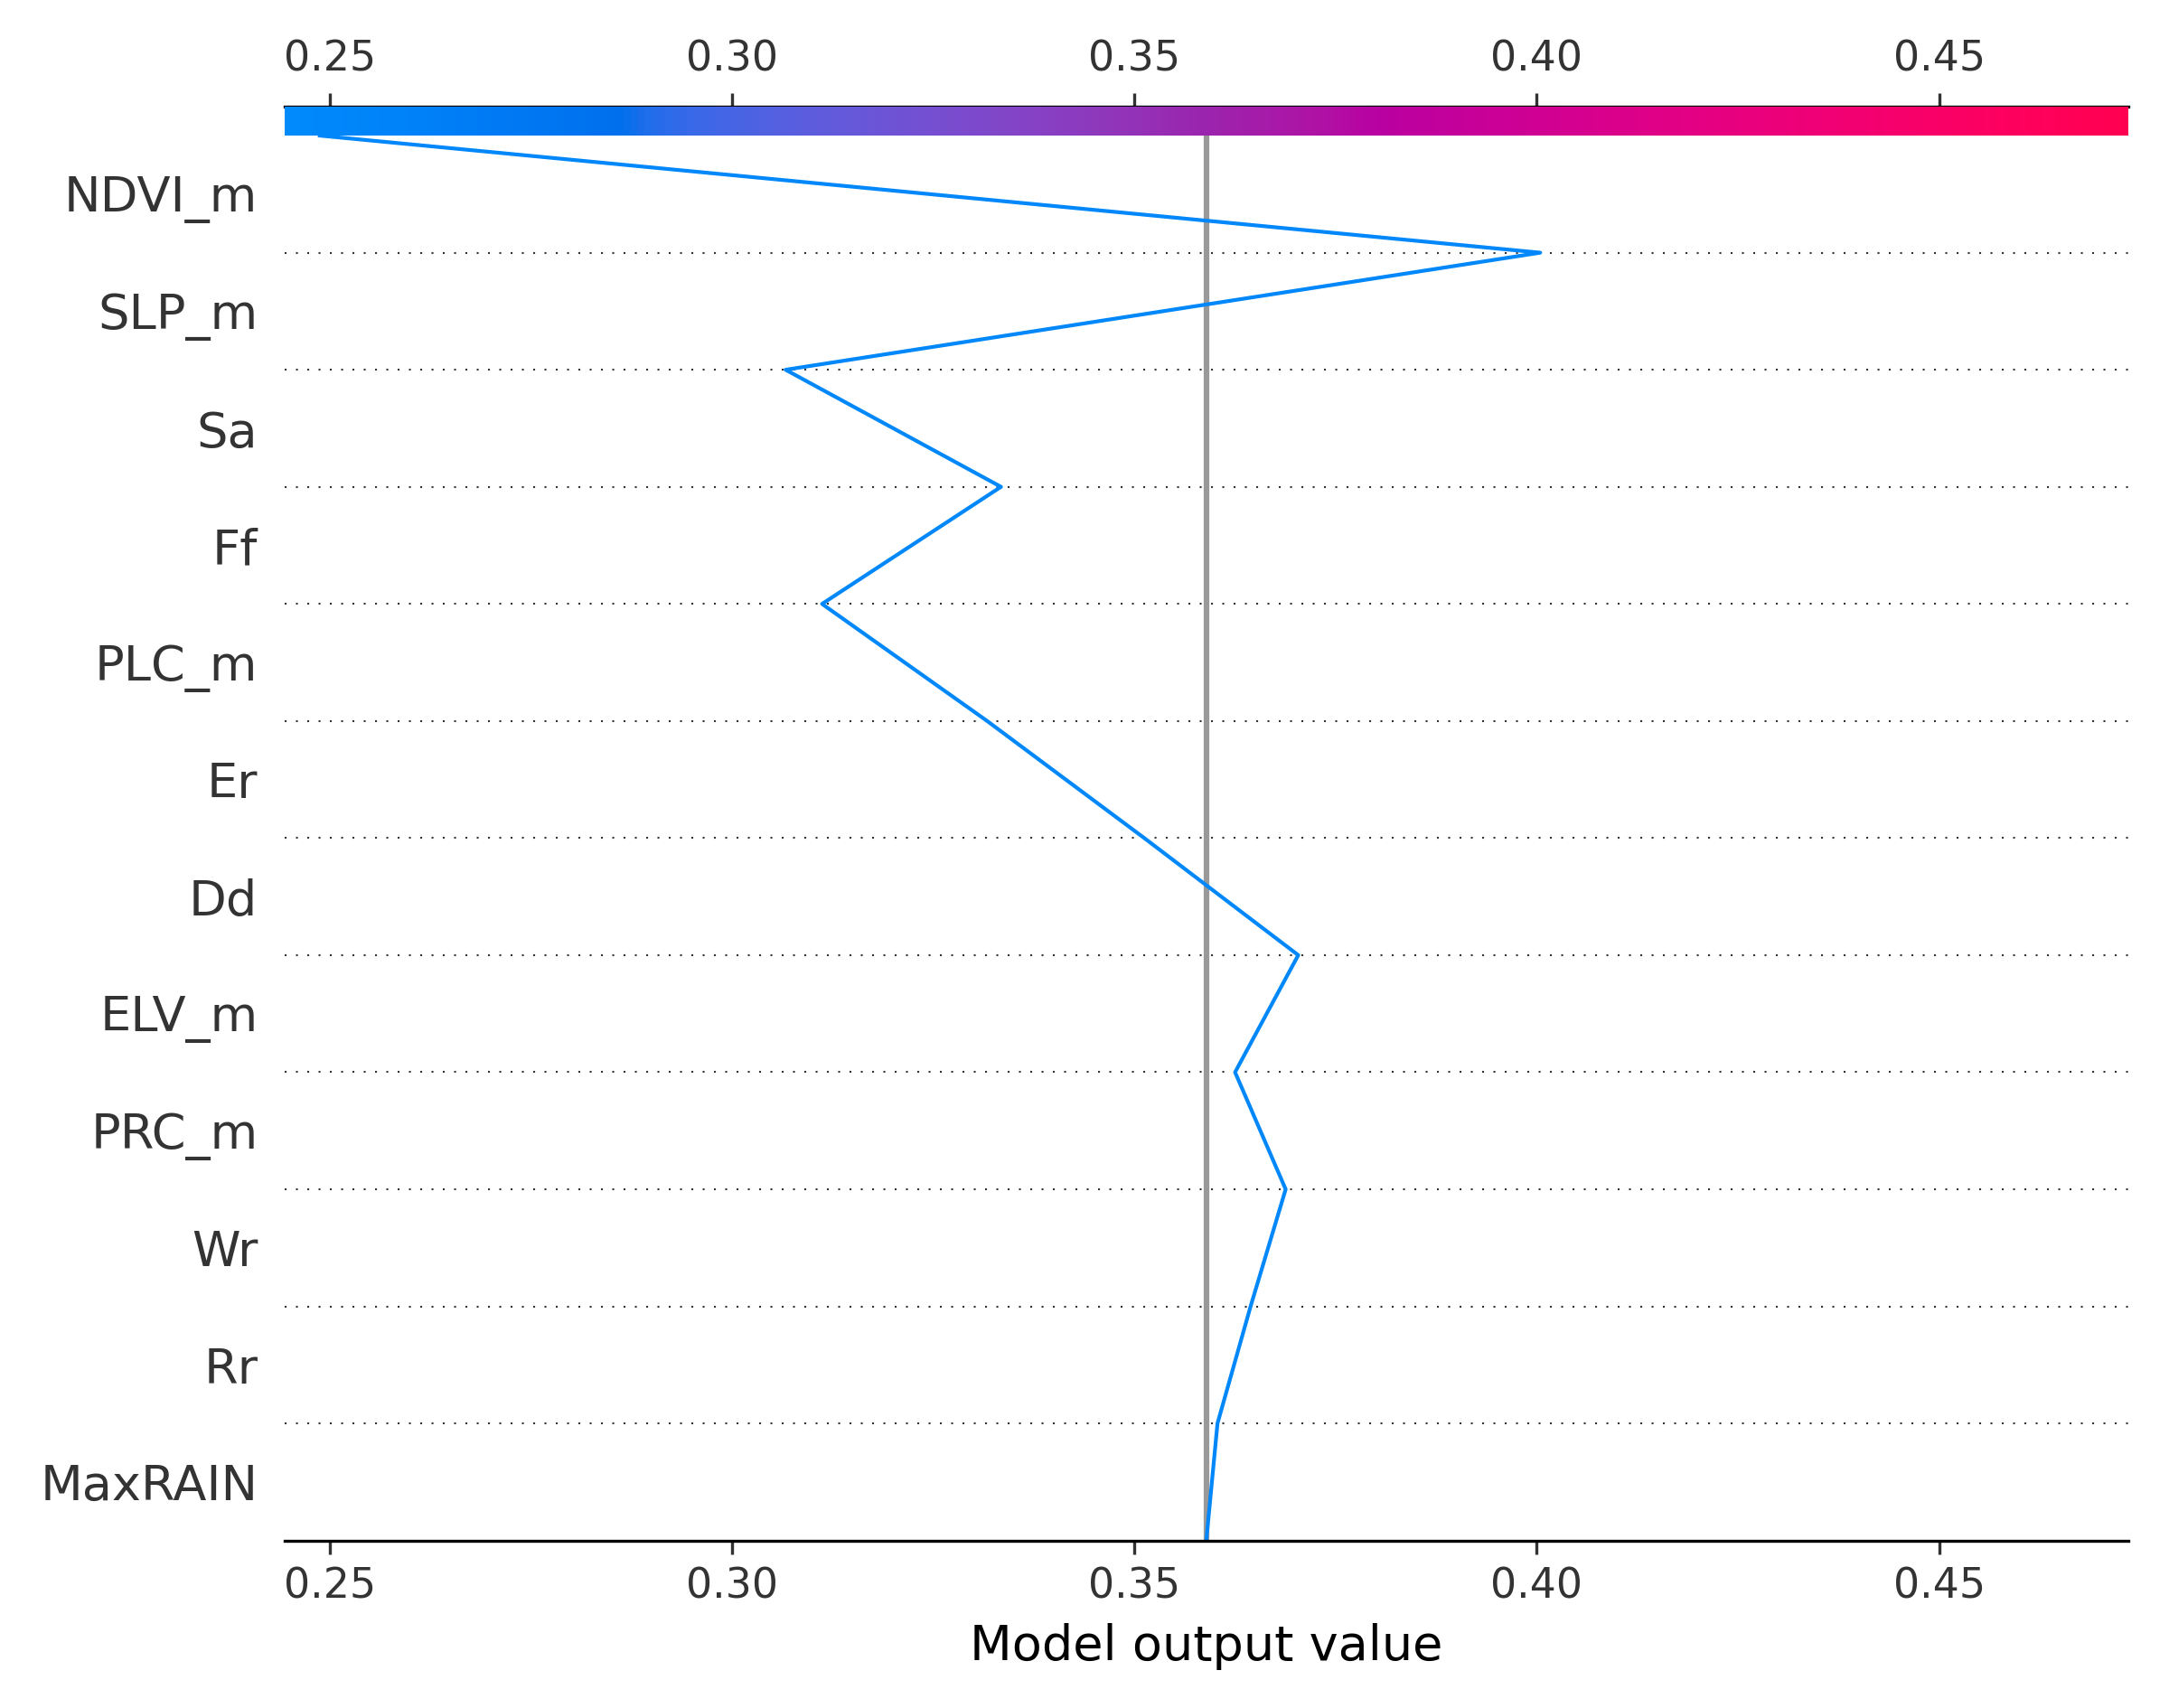 0.25 0.30 0.35 0.40 0.45
NDVI_m
SLP_m
Sa
Ff
PLC_m
Er
Dd
ELV_m
PRC_m
Wr
Rr
MaxRAIN
0.25 0.30 0.35 0.40 0.45
Model output value